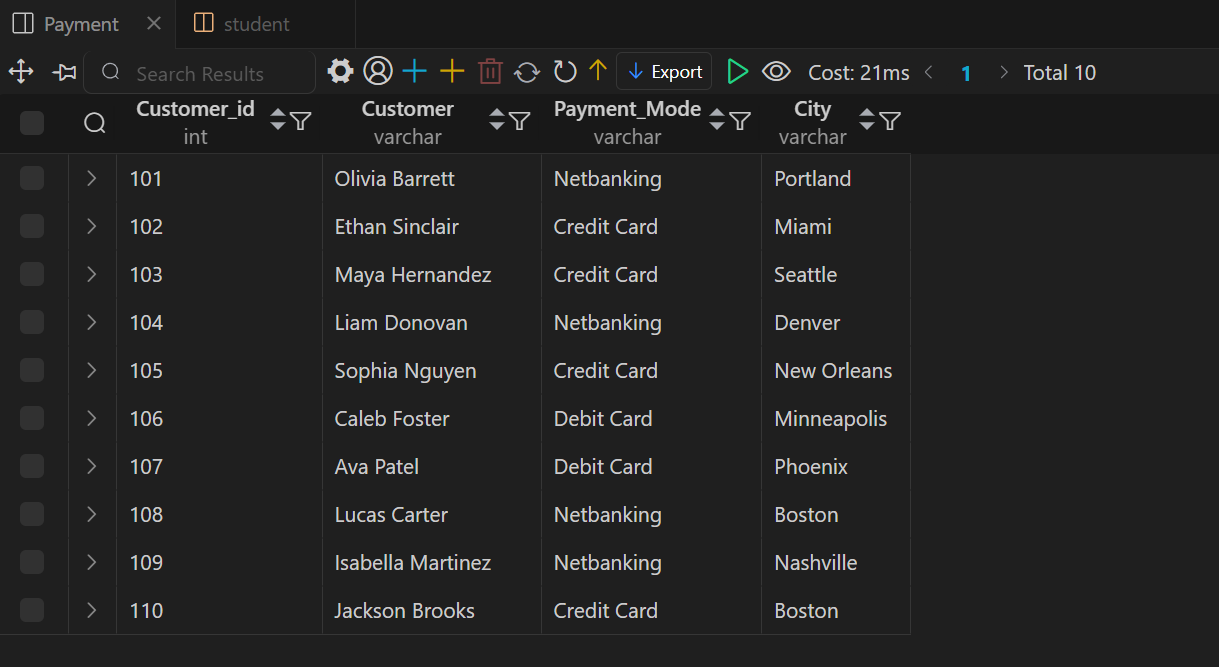 Payment student
Search Results Export Cost: 21ms 1 Total 10
Customer_id Customer Payment_Mode City
int varchar varchar varchar
101 Olivia Barrett Netbanking Portland
102 Ethan Sinclair Credit Card Miami
103 Maya Hernandez Credit Card Seattle
104 Liam Donovan Netbanking Denver
105 Sophia Nguyen Credit Card New Orleans
106 Caleb Foster Debit Card Minneapolis
107 Ava Patel Debit Card Phoenix
108 Lucas Carter Netbanking Boston
109 Isabella Martinez Netbanking Nashville
110 Jackson Brooks Credit Card Boston